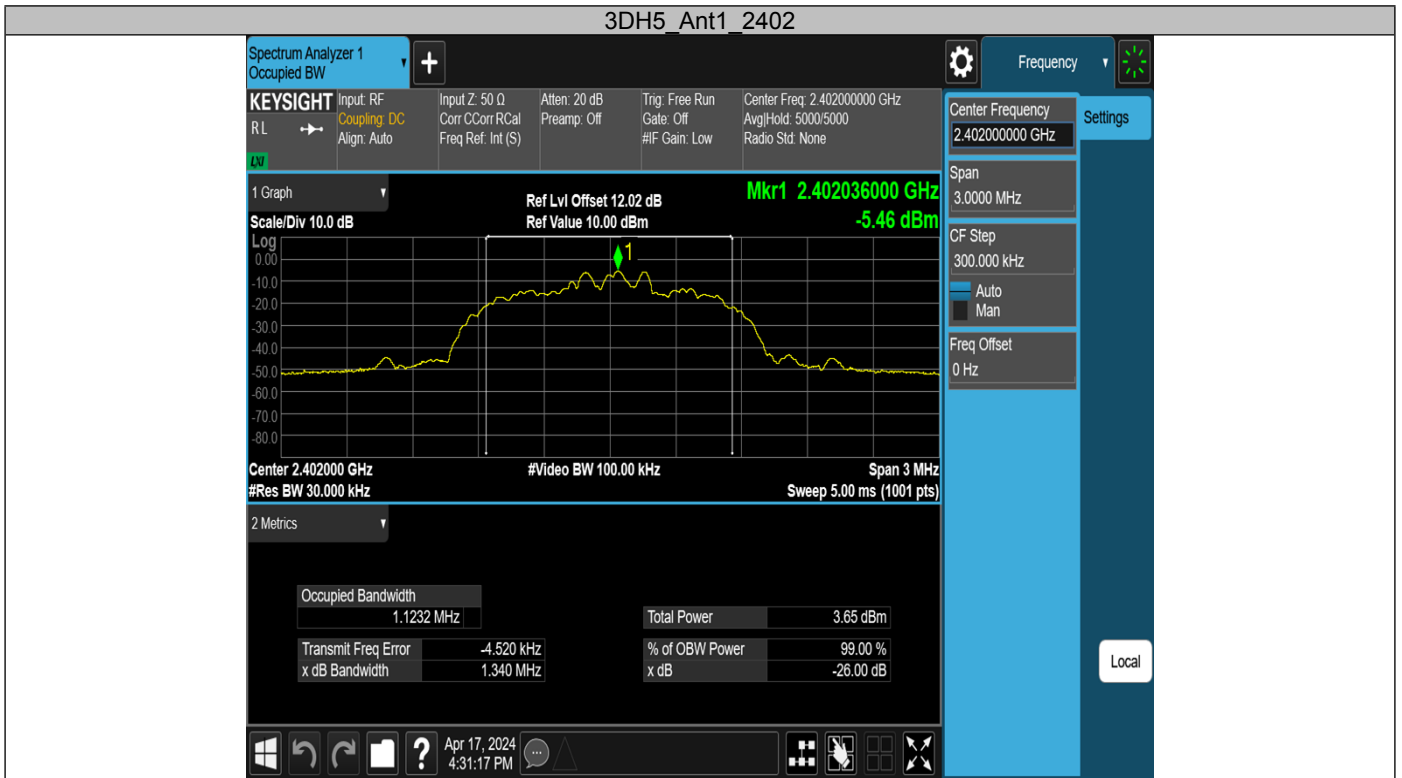 3DH5_Ant1_2402
Spectrum Analyzer 1
Occupied BW
+
Frequency
KEYSIGHT
R L
LXI
Input: RF
Coupling: DC
Align: Auto
Input Z: 50 Ω
Corr CCorr RCal
Freq Ref: Int (S)
Atten: 20 dB
Preamp: Off
Trig: Free Run
Gate: Off
#IF Gain: Low
Center Freq: 2.402000000 GHz
Avg|Hold: 5000/5000
Radio Std: None
Center Frequency
2.402000000 GHz
Settings
Span
3.0000 MHz
CF Step
300.000 kHz
Auto
Man
Freq Offset
0 Hz
Local
1 Graph
Scale/Div 10.0 dB
Ref Lvl Offset 12.02 dB
Ref Value 10.00 dBm
Mkr1 2.402036000 GHz
-5.46 dBm
Log
0.00
-10.0
-20.0
-30.0
-40.0
-50.0
-60.0
-70.0
-80.0
1
Center 2.402000 GHz
#Res BW 30.000 kHz
#Video BW 100.00 kHz
Span 3 MHz
Sweep 5.00 ms (1001 pts)
2 Metrics
Occupied Bandwidth
1.1232 MHz
Total Power 3.65 dBm
Transmit Freq Error -4.520 kHz
% of OBW Power 99.00 %
x dB Bandwidth 1.340 MHz
x dB -26.00 dB
?
Apr 17, 2024
4:31:17 PM